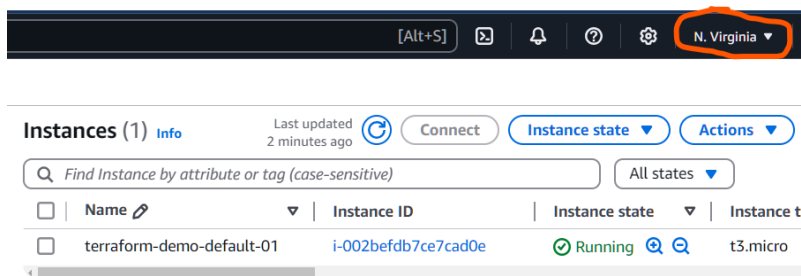 [Alt+S] N. Virginia
Instances (1) Info Last updated 2 minutes ago Connect Instance state Actions
Find Instance by attribute or tag (case-sensitive) All states
Name Instance ID Instance state Instance t
terraform-demo-default-01 i-002befdb7ce7cad0e Running t3.micro